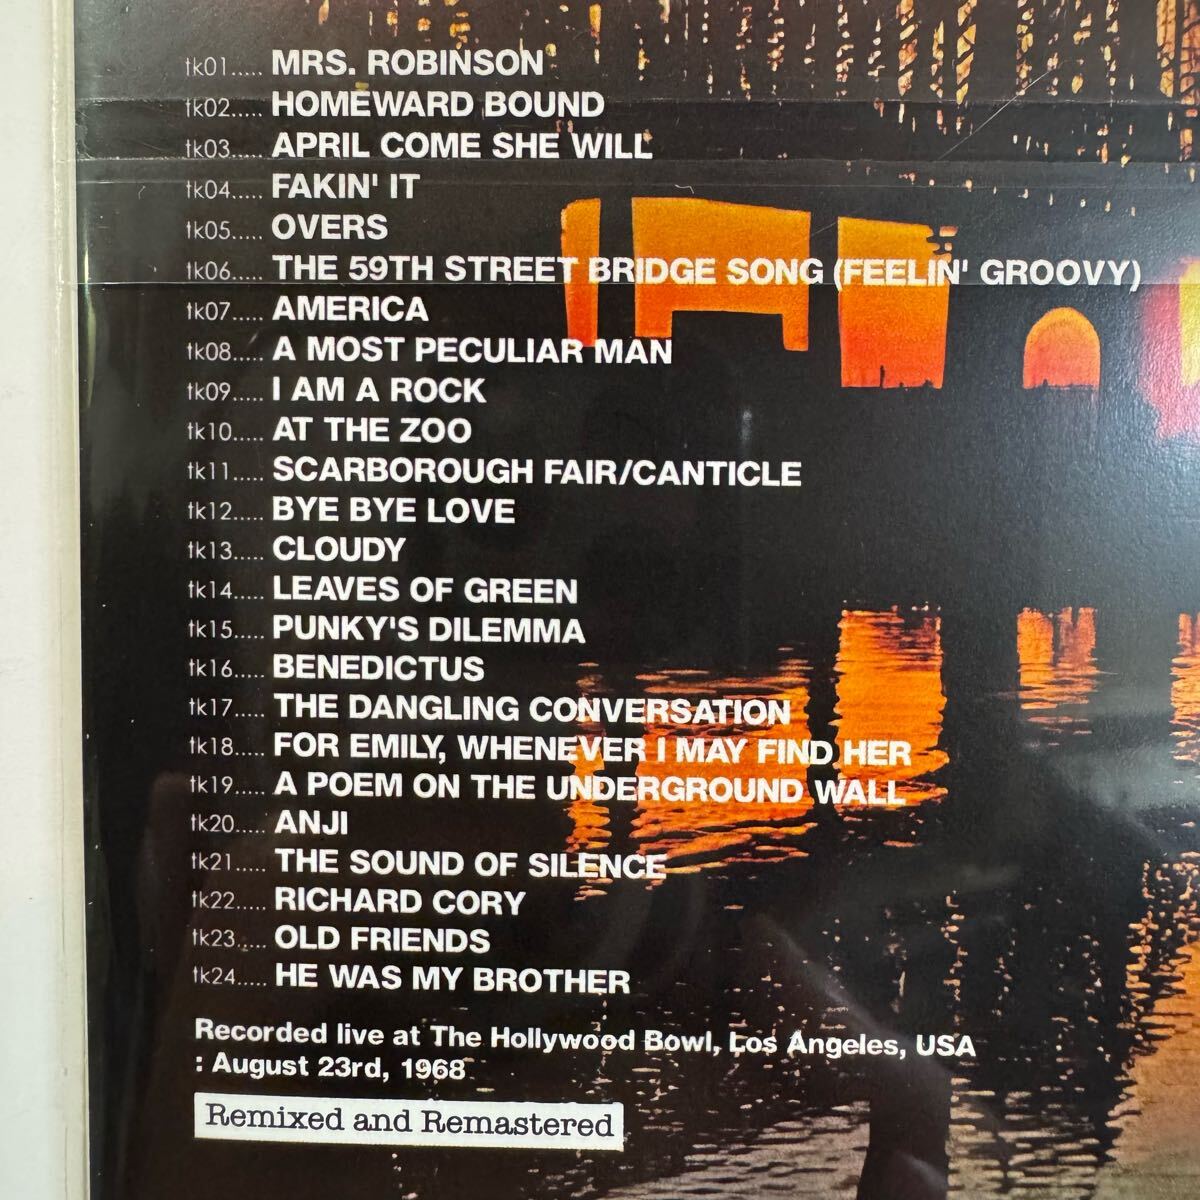 tk01..... MRS. ROBINSON
tk02..... HOMEWARD BOUND
tk03..... APRIL COME SHE WILL
tk04..... FAKIN' IT
tk05..... OVERS
tk06..... THE 59TH STREET BRIDGE SONG (FEELIN' GROOVY)
tk07..... AMERICA
tk08..... A MOST PECULIAR MAN
tk09..... I AM A ROCK
tk10..... AT THE ZOO
tk11..... SCARBOROUGH FAIR/CANTICLE
tk12..... BYE BYE LOVE
tk13..... CLOUDY
tk14..... LEAVES OF GREEN
tk15..... PUNKY'S DILEMMA
tk16..... BENEDICTUS
tk17..... THE DANGLING CONVERSATION
tk18..... FOR EMILY, WHENEVER I MAY FIND HER
tk19..... A POEM ON THE UNDERGROUND WALL
tk20..... ANJI
tk21..... THE SOUND OF SILENCE
tk22..... RICHARD CORY
tk23..... OLD FRIENDS
tk24..... HE WAS MY BROTHER
Recorded live at The Hollywood Bowl, Los Angeles, USA
: August 23rd, 1968
Remixed and Remastered